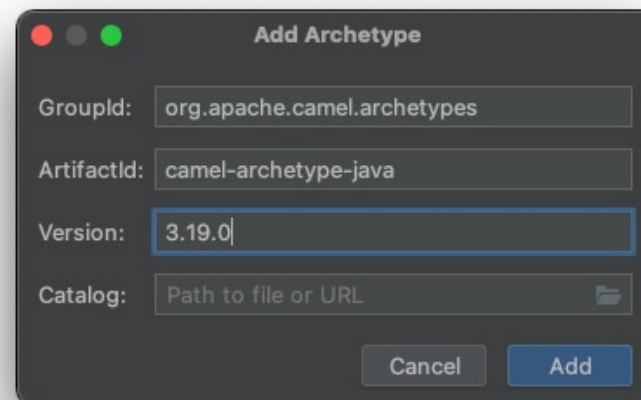 Add Archetype
GroupId: org.apache.camel.archetypes
ArtifactId: camel-archetype-java
Version: 3.19.0
Catalog: Path to file or URL
Cancel Add